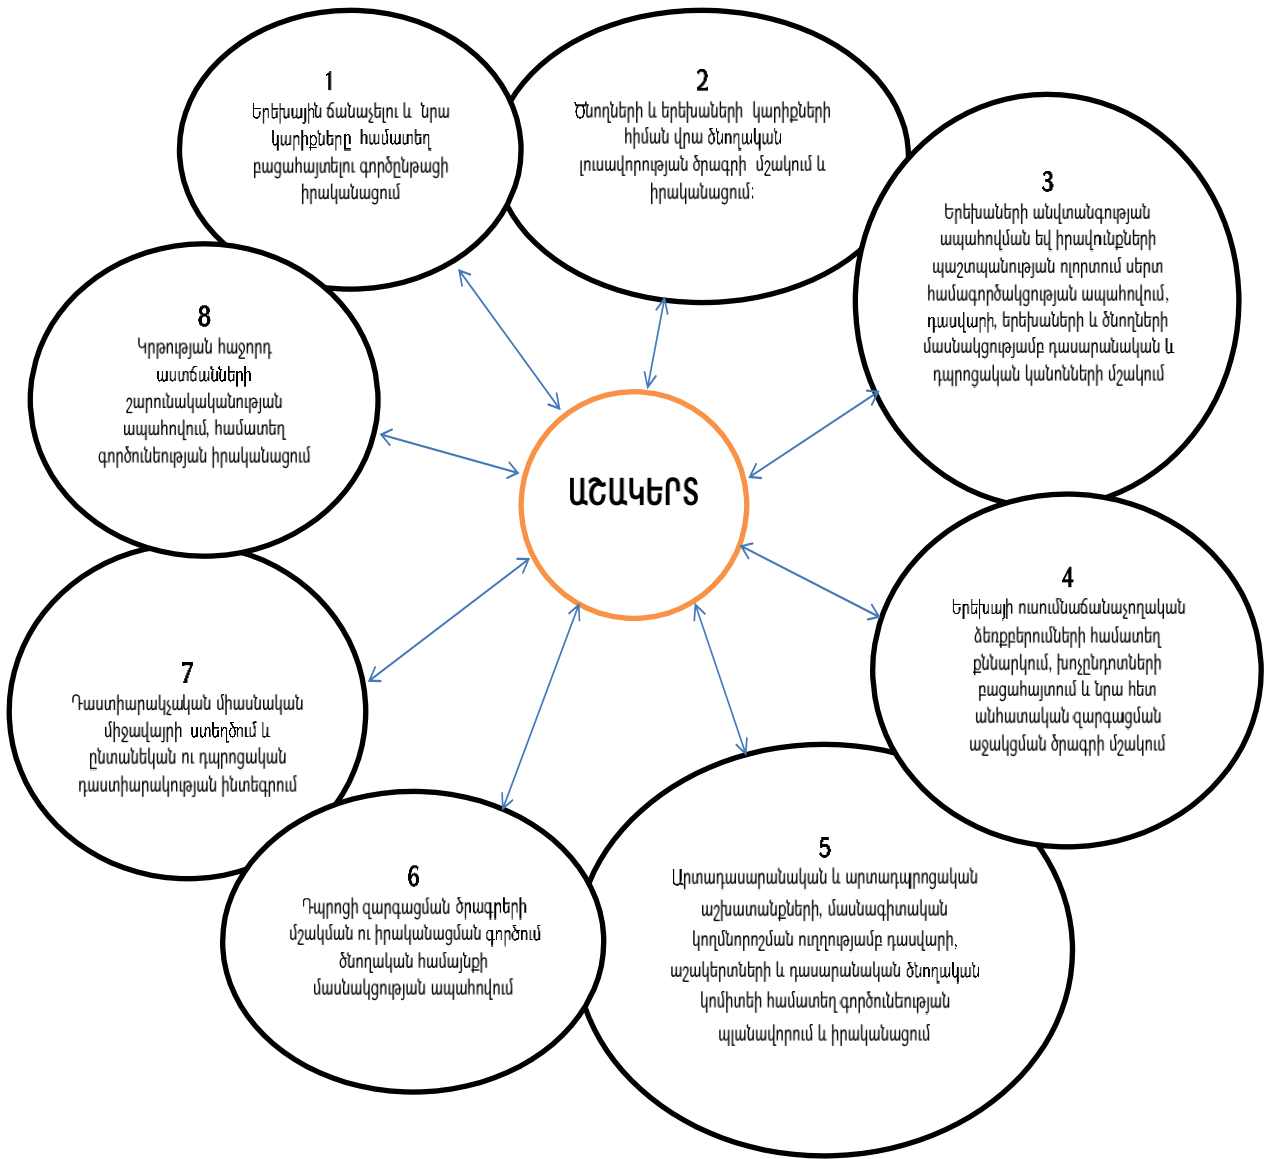 1
Երեխային ճանաչելու և նրա
կարիքները համատեղ
բացահայտելու գործընթացի
իրականացում
2
Ծնողների և երեխաների կարիքների
հիման վրա ծնողական
լուսավորության ծրագրի մշակում և
իրականացում:
3
Երեխաների անվտանգության
ապահովման եվ իրավունքների
պաշտպանության ոլորտում սերտ
համագործակցության ապահովում,
դասվարի, երեխաների և ծնողների
մասնակցությամբ դասարանական և
դպրոցական կանոնների մշակում
4
Երեխայի ուսումնաճանաչողական
ձեռքբերումների համատեղ
քննարկում, խոչընդոտների
բացահայտում և նրա հետ
անհատական զարգացման
աջակցման ծրագրի մշակում
5
Արտադասարանական և արտադպրոցական
աշխատանքների, մասնագիտական
կողմնորոշման ուղղությամբ դասվարի,
աշակերտների և դասարանական ծնողական
կոմիտեի համատեղ գործունեության
պլանավորում և իրականացում
6
Դպրոցի զարգացման ծրագրերի
մշակման ու իրականացման գործում
ծնողական համայնքի
մասնակցության ապահովում
7
Դաստիարակչական միասնական
միջավայրի ստեղծում և
ընտանեկան ու դպրոցական
դաստիարակության ինտեգրում
8
Կրթության հաջորդ
աստճանների
շարունակականության
ապահովում, համատեղ
գործունեության իրականացում
ԱՇԱԿԵՐՏ